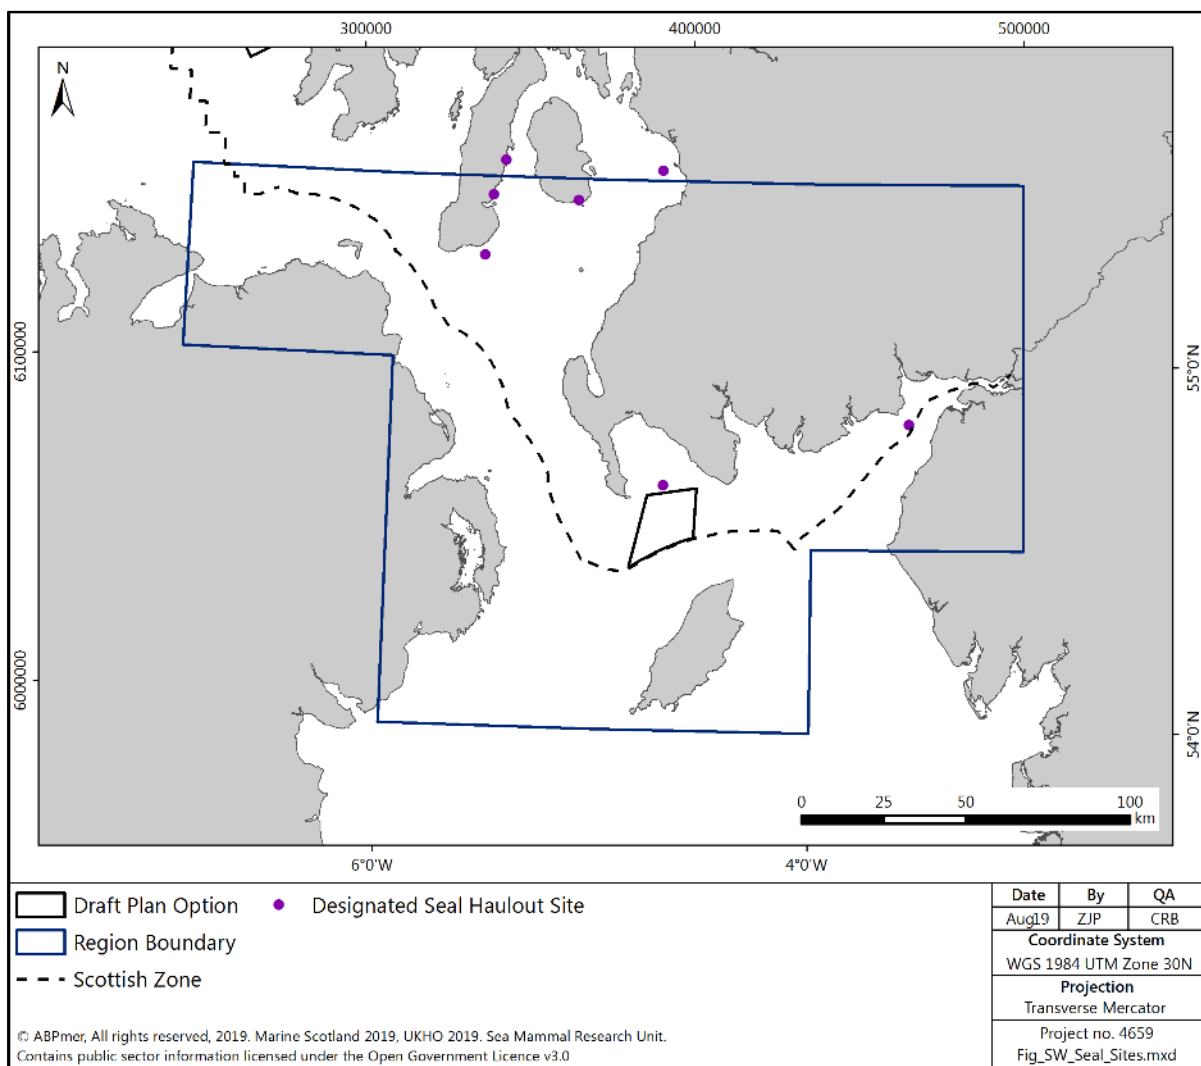 300000
400000
500000
N
6100000
6000000
55°0'N
54°0'N
0 25 50 100
km
6°0'W
4°0'W
Draft Plan Option
Designated Seal Haulout Site
Region Boundary
Scottish Zone
Date By QA
Aug19 ZJP CRB
Coordinate System
WGS 1984 UTM Zone 30N
Projection
Transverse Mercator
Project no. 4659
Fig_SW_Seal_Sites.mxd
© ABPmer, All rights reserved, 2019. Marine Scotland 2019, UKHO 2019. Sea Mammal Research Unit.
Contains public sector information licensed under the Open Government Licence v3.0